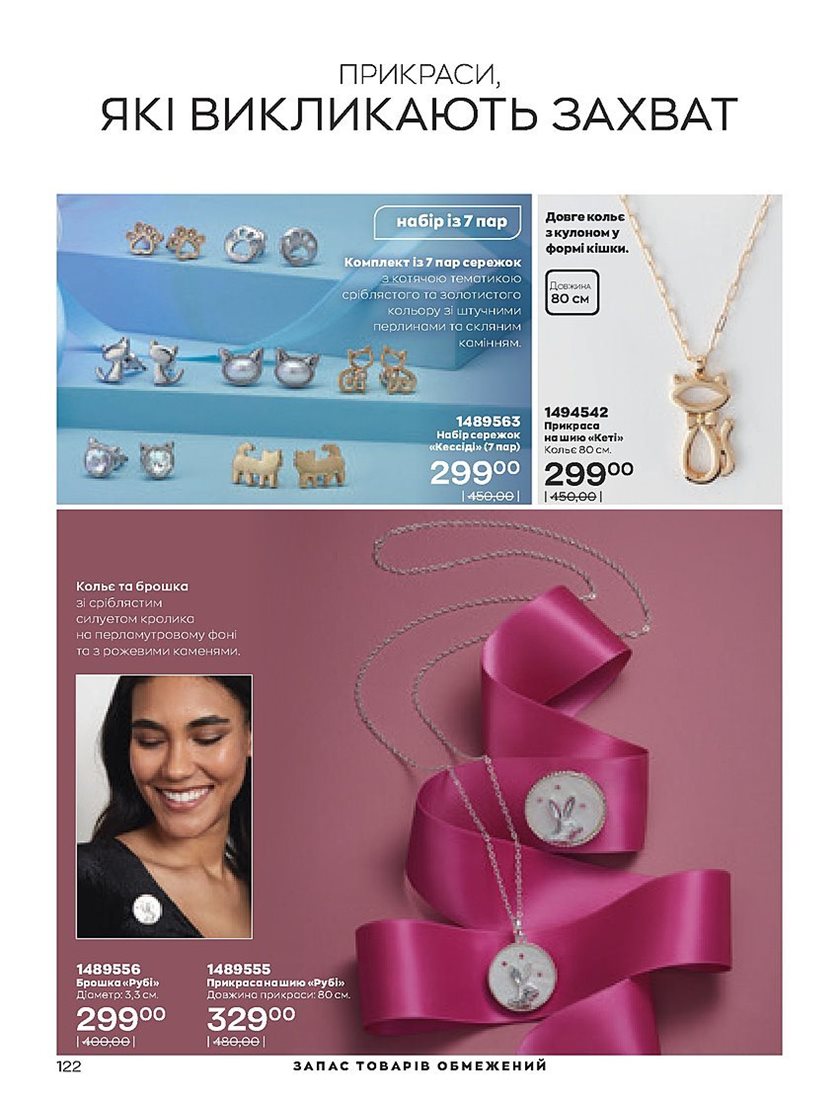 ПРИКРАСИ,
ЯКІ ВИКЛИКАЮТЬ ЗАХВАТ
набір із 7 пар
Комплект із 7 пар сережок
з котячою тематикою
сріблястого та золотистого
кольору зі штучними
перлинами та скляним
камінням.
1489563
Набір сережок
«Кессіді» (7 пар)
299⁰⁰
| 450,00 |
Довге кольє
з кулоном у
формі кішки.
Довжина
80 см
1494542
Прикраса
на шию «Кеті»
Кольє 80 см.
299⁰⁰
| 450,00 |
Кольє та брошка
зі сріблястим
силуетом кролика
на перламутровому фоні
та з рожевими каменями.
1489556
Брошка «Рубі»
Діаметр: 3,3 см.
299⁰⁰
| 400,00 |
1489555
Прикраса на шию «Рубі»
Довжина прикраси: 80 см.
329⁰⁰
| 480,00 |
122
ЗАПАС ТОВАРІВ ОБМЕЖЕНИЙ